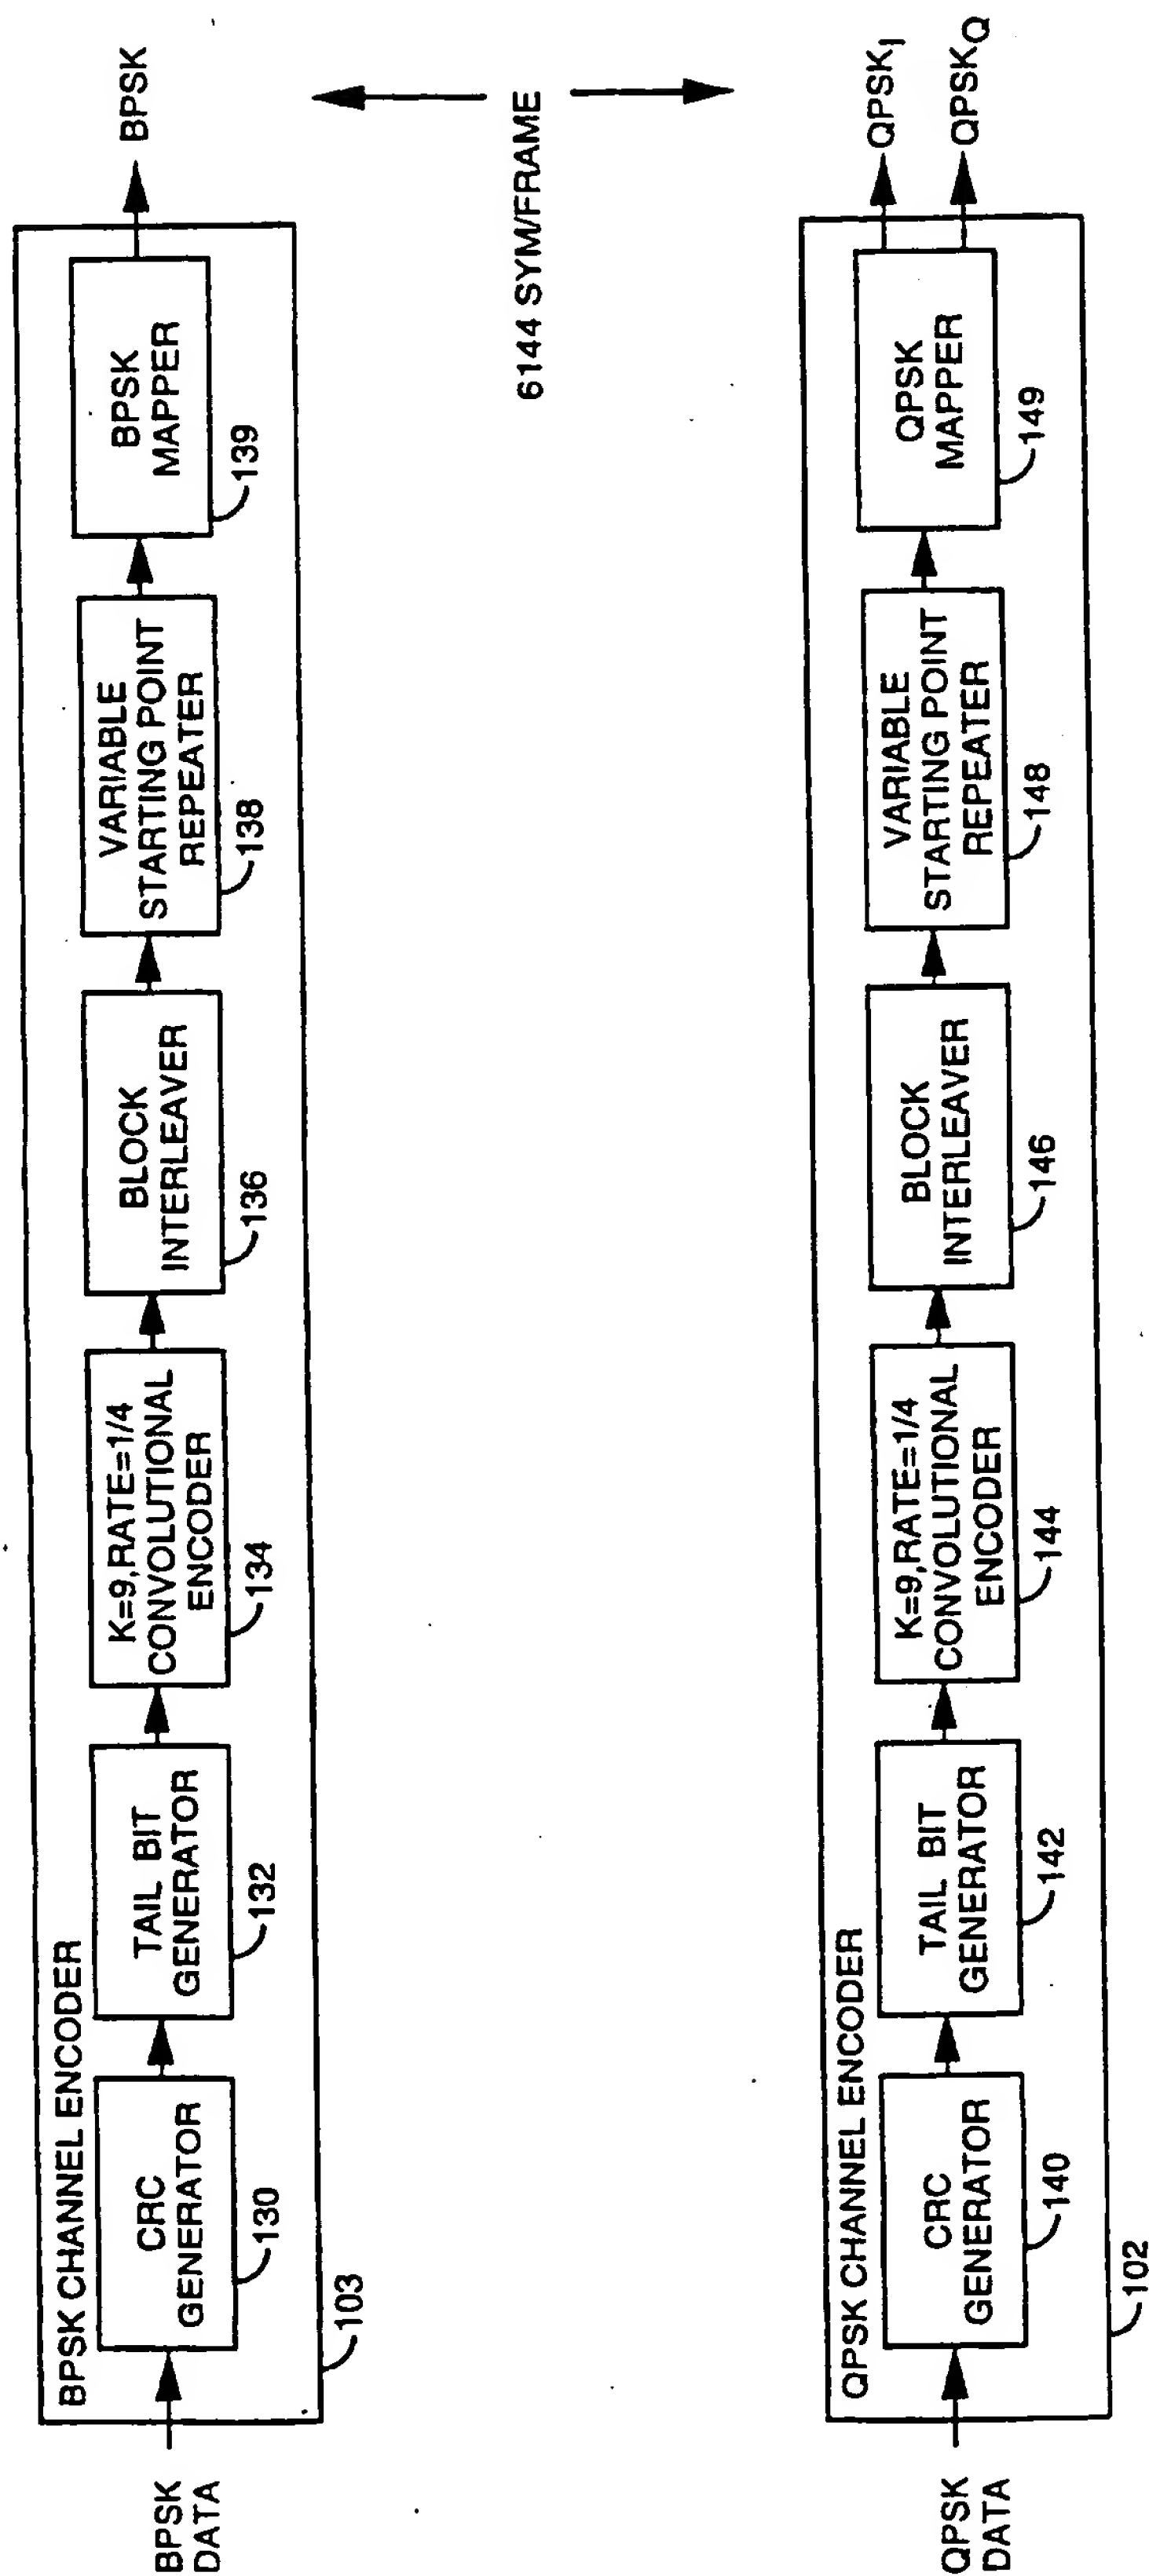 BPSK CHANNEL ENCODER
BPSK
DATA
CRC
GENERATOR
130
TAIL BIT
GENERATOR
132
K=9,RATE=1/4
CONVOLUTIONAL
ENCODER
134
BLOCK
INTERLEAVER
136
VARIABLE
STARTING POINT
REPEATER
138
BPSK
MAPPER
139
BPSK
103
6144 SYM/FRAME
QPSK CHANNEL ENCODER
QPSK
DATA
CRC
GENERATOR
140
TAIL BIT
GENERATOR
142
K=9,RATE=1/4
CONVOLUTIONAL
ENCODER
144
BLOCK
INTERLEAVER
146
VARIABLE
STARTING POINT
REPEATER
148
QPSK
MAPPER
149
QPSKI
QPSKQ
102